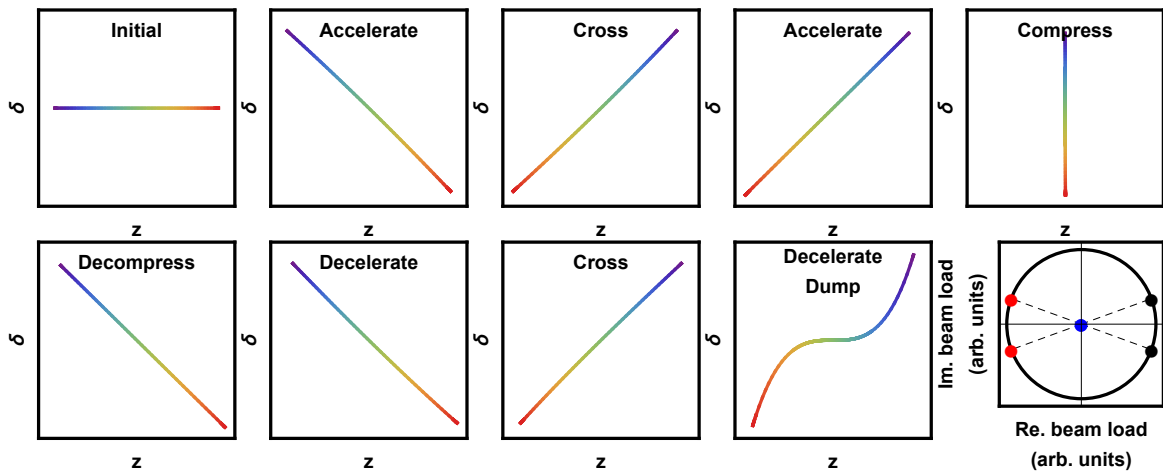 Initial
δ
z
Accelerate
δ
z
Cross
δ
z
Accelerate
δ
z
Compress
δ
z
Decompress
δ
z
Decelerate
δ
z
Cross
δ
z
Decelerate
Dump
δ
z
Im. beam load
(arb. units)
Re. beam load
(arb. units)